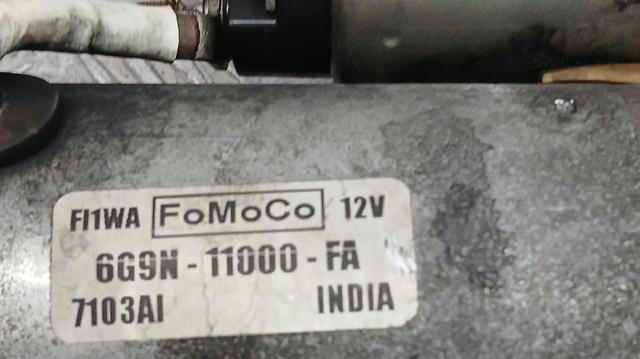 FI1WA FoMoCo 12V
6G9N - 11000 - FA
7103AI INDIA